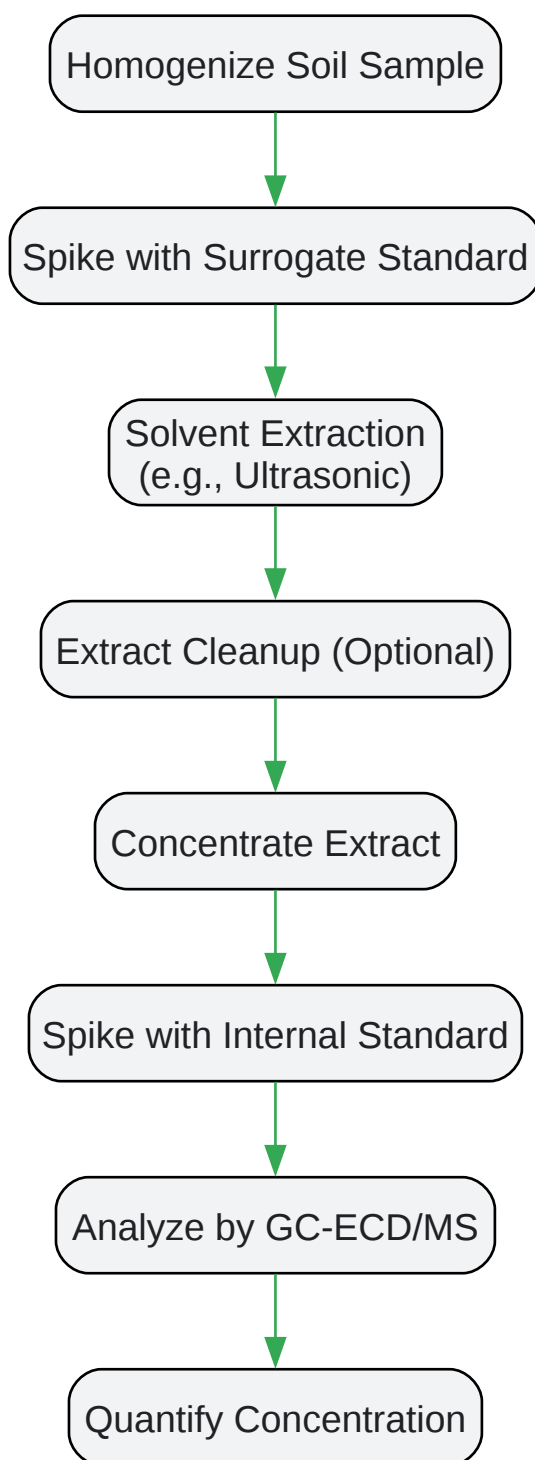 Homogenize Soil Sample
Spike with Surrogate Standard
Solvent Extraction
(e.g., Ultrasonic)
Extract Cleanup (Optional)
Concentrate Extract
Spike with Internal Standard
Analyze by GC-ECD/MS
Quantify Concentration